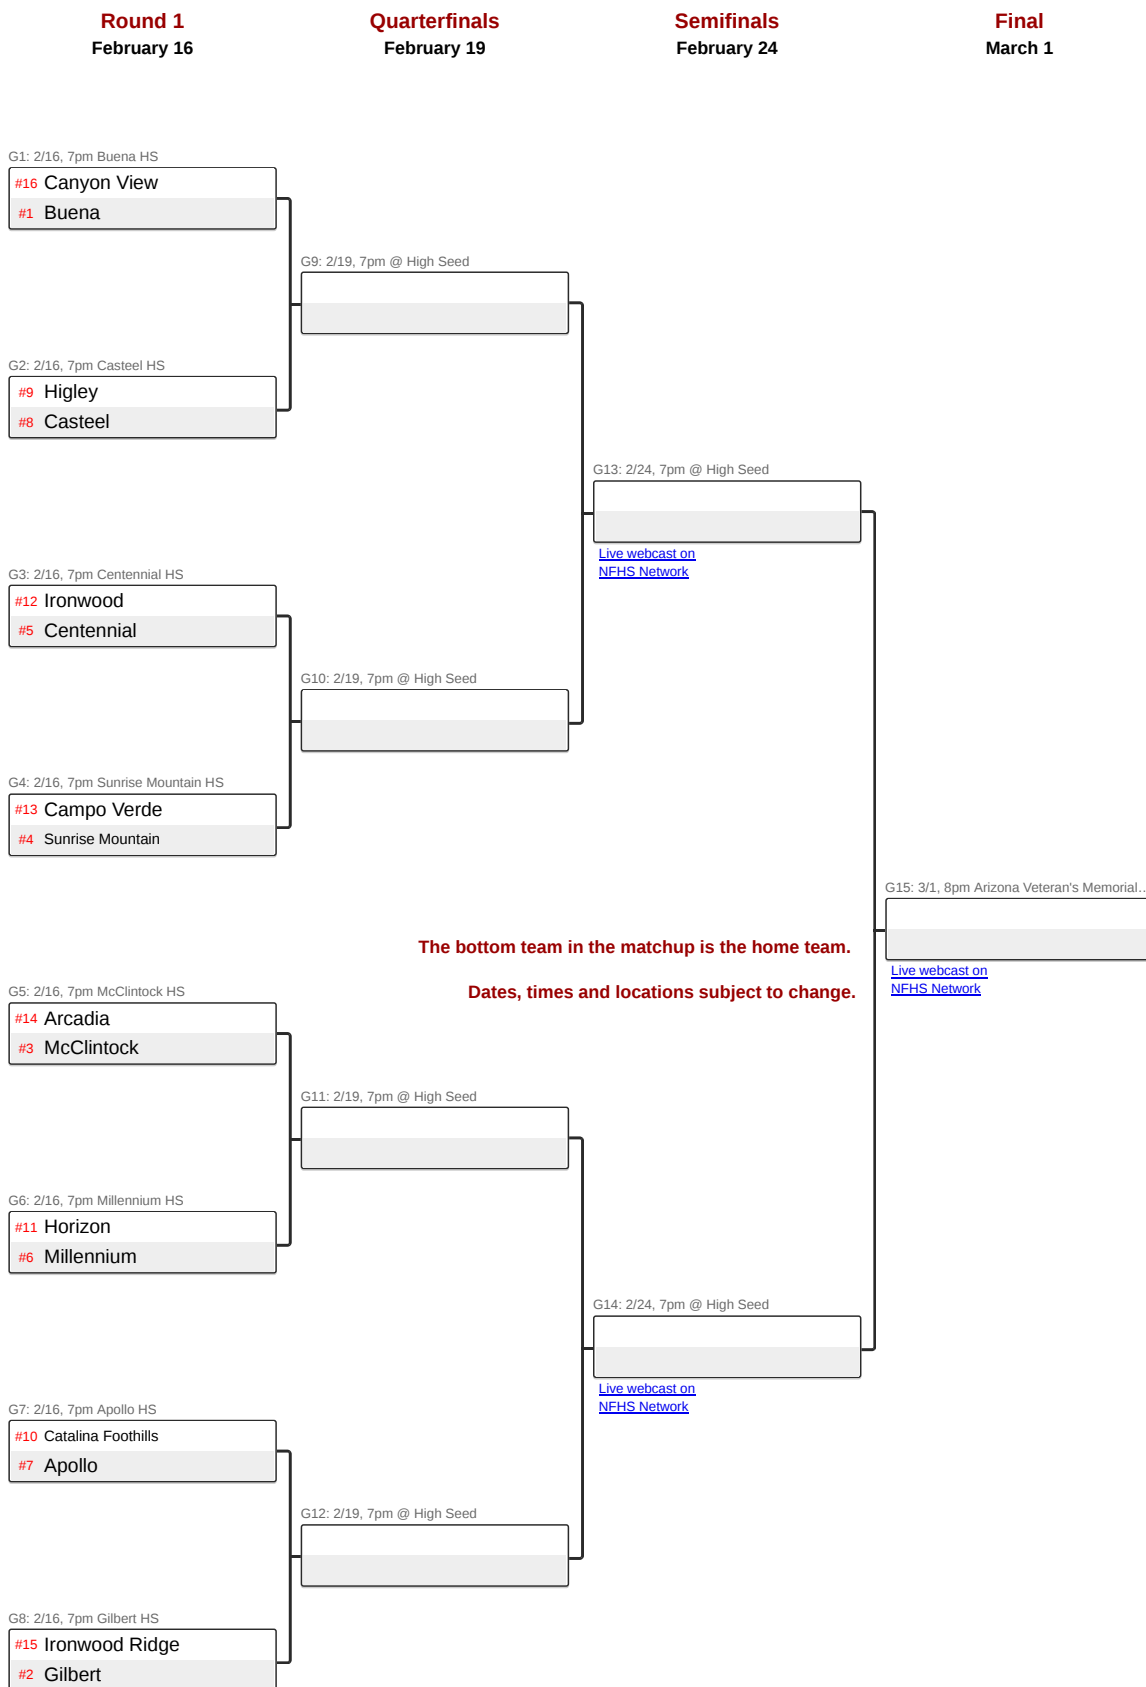 Round 1
February 16
Quarterfinals
February 19
Semifinals
February 24
Final
March 1
G1: 2/16, 7pm Buena HS
#16 Canyon View
#1 Buena
G9: 2/19, 7pm @ High Seed
G2: 2/16, 7pm Casteel HS
#9 Higley
#8 Casteel
G13: 2/24, 7pm @ High Seed
Live webcast on
NFHS Network
G3: 2/16, 7pm Centennial HS
#12 Ironwood
#5 Centennial
G10: 2/19, 7pm @ High Seed
G4: 2/16, 7pm Sunrise Mountain HS
#13 Campo Verde
#4 Sunrise Mountain
G15: 3/1, 8pm Arizona Veteran's Memorial...
Live webcast on
NFHS Network
The bottom team in the matchup is the home team.
Dates, times and locations subject to change.
G5: 2/16, 7pm McClintock HS
#14 Arcadia
#3 McClintock
G11: 2/19, 7pm @ High Seed
G6: 2/16, 7pm Millennium HS
#11 Horizon
#6 Millennium
G14: 2/24, 7pm @ High Seed
Live webcast on
NFHS Network
G7: 2/16, 7pm Apollo HS
#10 Catalina Foothills
#7 Apollo
G12: 2/19, 7pm @ High Seed
G8: 2/16, 7pm Gilbert HS
#15 Ironwood Ridge
#2 Gilbert